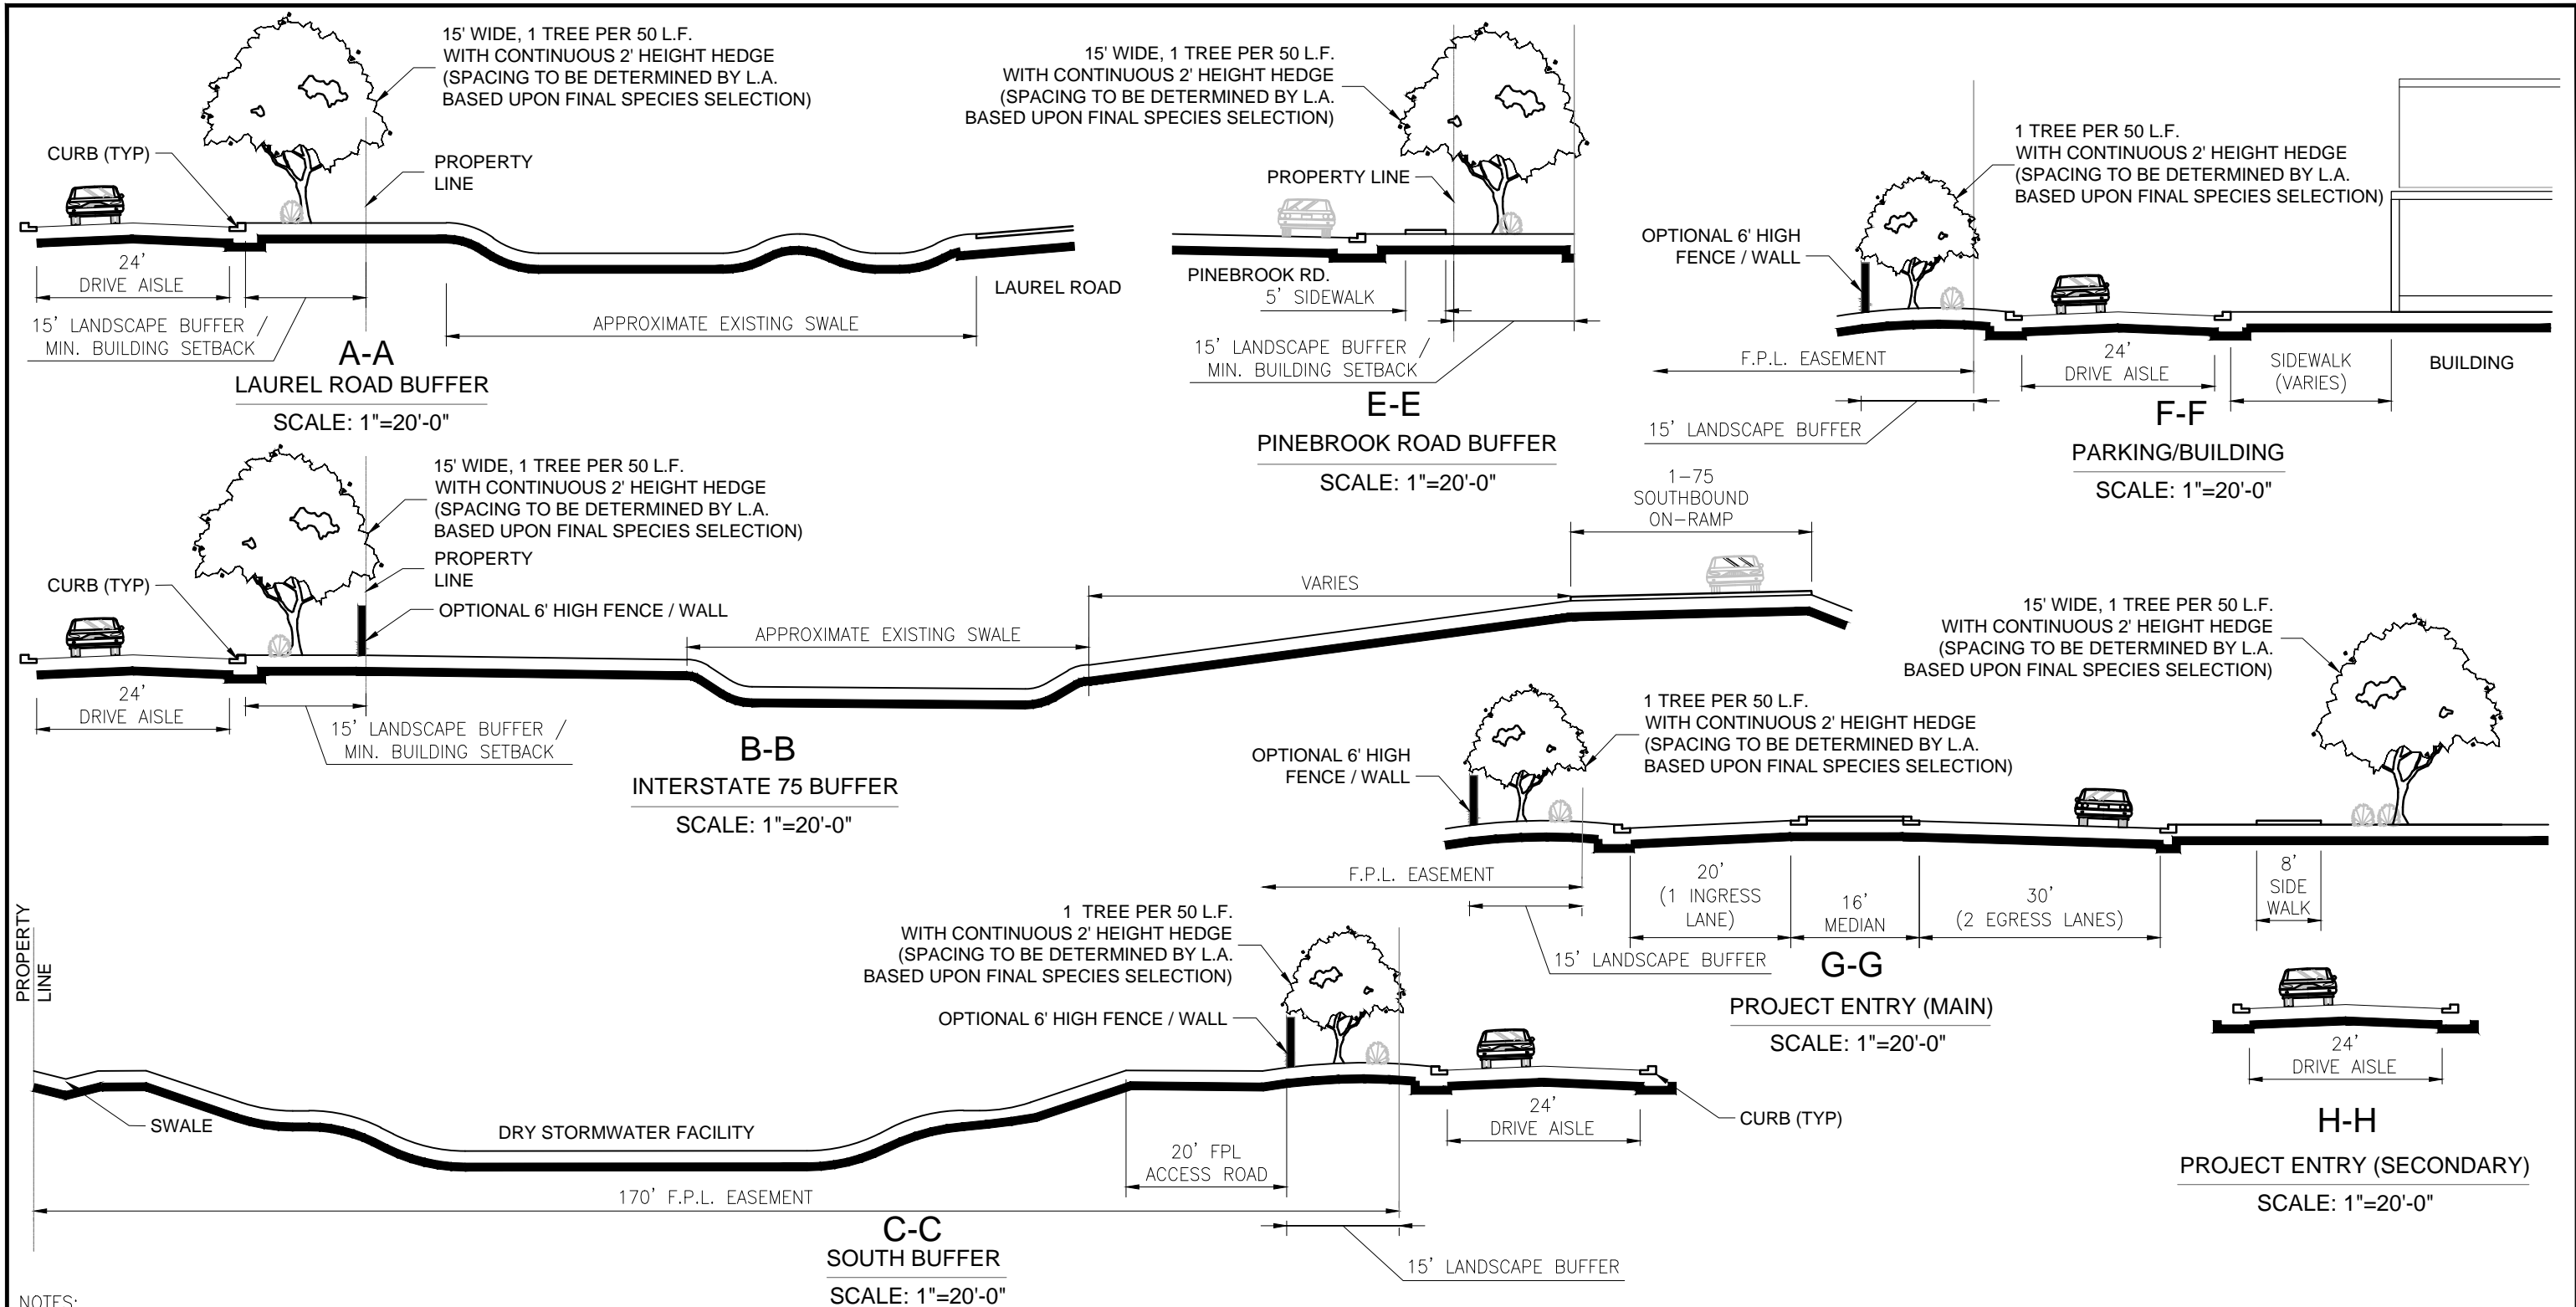 15' WIDE, 1 TREE PER 50 L.F.
WITH CONTINUOUS 2' HEIGHT HEDGE
(SPACING TO BE DETERMINED BY L.A.
BASED UPON FINAL SPECIES SELECTION)
CURB (TYP)
PROPERTY
LINE
24'
DRIVE AISLE
15' LANDSCAPE BUFFER /
MIN. BUILDING SETBACK
APPROXIMATE EXISTING SWALE
LAUREL ROAD
A-A
LAUREL ROAD BUFFER
SCALE: 1"=20'-0"
15' WIDE, 1 TREE PER 50 L.F.
WITH CONTINUOUS 2' HEIGHT HEDGE
(SPACING TO BE DETERMINED BY L.A.
BASED UPON FINAL SPECIES SELECTION)
PROPERTY LINE
PINEBROOK RD.
5' SIDEWALK
15' LANDSCAPE BUFFER /
MIN. BUILDING SETBACK
E-E
PINEBROOK ROAD BUFFER
SCALE: 1"=20'-0"
1 TREE PER 50 L.F.
WITH CONTINUOUS 2' HEIGHT HEDGE
(SPACING TO BE DETERMINED BY L.A.
BASED UPON FINAL SPECIES SELECTION)
OPTIONAL 6' HIGH
FENCE / WALL
F.P.L. EASEMENT
24'
DRIVE AISLE
SIDEWALK
(VARIES)
BUILDING
15' LANDSCAPE BUFFER
F-F
PARKING/BUILDING
SCALE: 1"=20'-0"
15' WIDE, 1 TREE PER 50 L.F.
WITH CONTINUOUS 2' HEIGHT HEDGE
(SPACING TO BE DETERMINED BY L.A.
BASED UPON FINAL SPECIES SELECTION)
PROPERTY
LINE
CURB (TYP)
OPTIONAL 6' HIGH FENCE / WALL
24'
DRIVE AISLE
15' LANDSCAPE BUFFER /
MIN. BUILDING SETBACK
APPROXIMATE EXISTING SWALE
VARIES
1-75
SOUTHBOUND
ON-RAMP
B-B
INTERSTATE 75 BUFFER
SCALE: 1"=20'-0"
15' WIDE, 1 TREE PER 50 L.F.
WITH CONTINUOUS 2' HEIGHT HEDGE
(SPACING TO BE DETERMINED BY L.A.
BASED UPON FINAL SPECIES SELECTION)
1 TREE PER 50 L.F.
WITH CONTINUOUS 2' HEIGHT HEDGE
(SPACING TO BE DETERMINED BY L.A.
BASED UPON FINAL SPECIES SELECTION)
OPTIONAL 6' HIGH
FENCE / WALL
F.P.L. EASEMENT
20'
(1 INGRESS
LANE)
16'
MEDIAN
30'
(2 EGRESS LANES)
8'
SIDE
WALK
15' LANDSCAPE BUFFER
G-G
PROJECT ENTRY (MAIN)
SCALE: 1"=20'-0"
PROPERTY
LINE
SWALE
DRY STORMWATER FACILITY
1 TREE PER 50 L.F.
WITH CONTINUOUS 2' HEIGHT HEDGE
(SPACING TO BE DETERMINED BY L.A.
BASED UPON FINAL SPECIES SELECTION)
OPTIONAL 6' HIGH FENCE / WALL
20' FPL
ACCESS ROAD
24'
DRIVE AISLE
CURB (TYP)
170' F.P.L. EASEMENT
15' LANDSCAPE BUFFER
C-C
SOUTH BUFFER
SCALE: 1"=20'-0"
24'
DRIVE AISLE
H-H
PROJECT ENTRY (SECONDARY)
SCALE: 1"=20'-0"
NOTES: